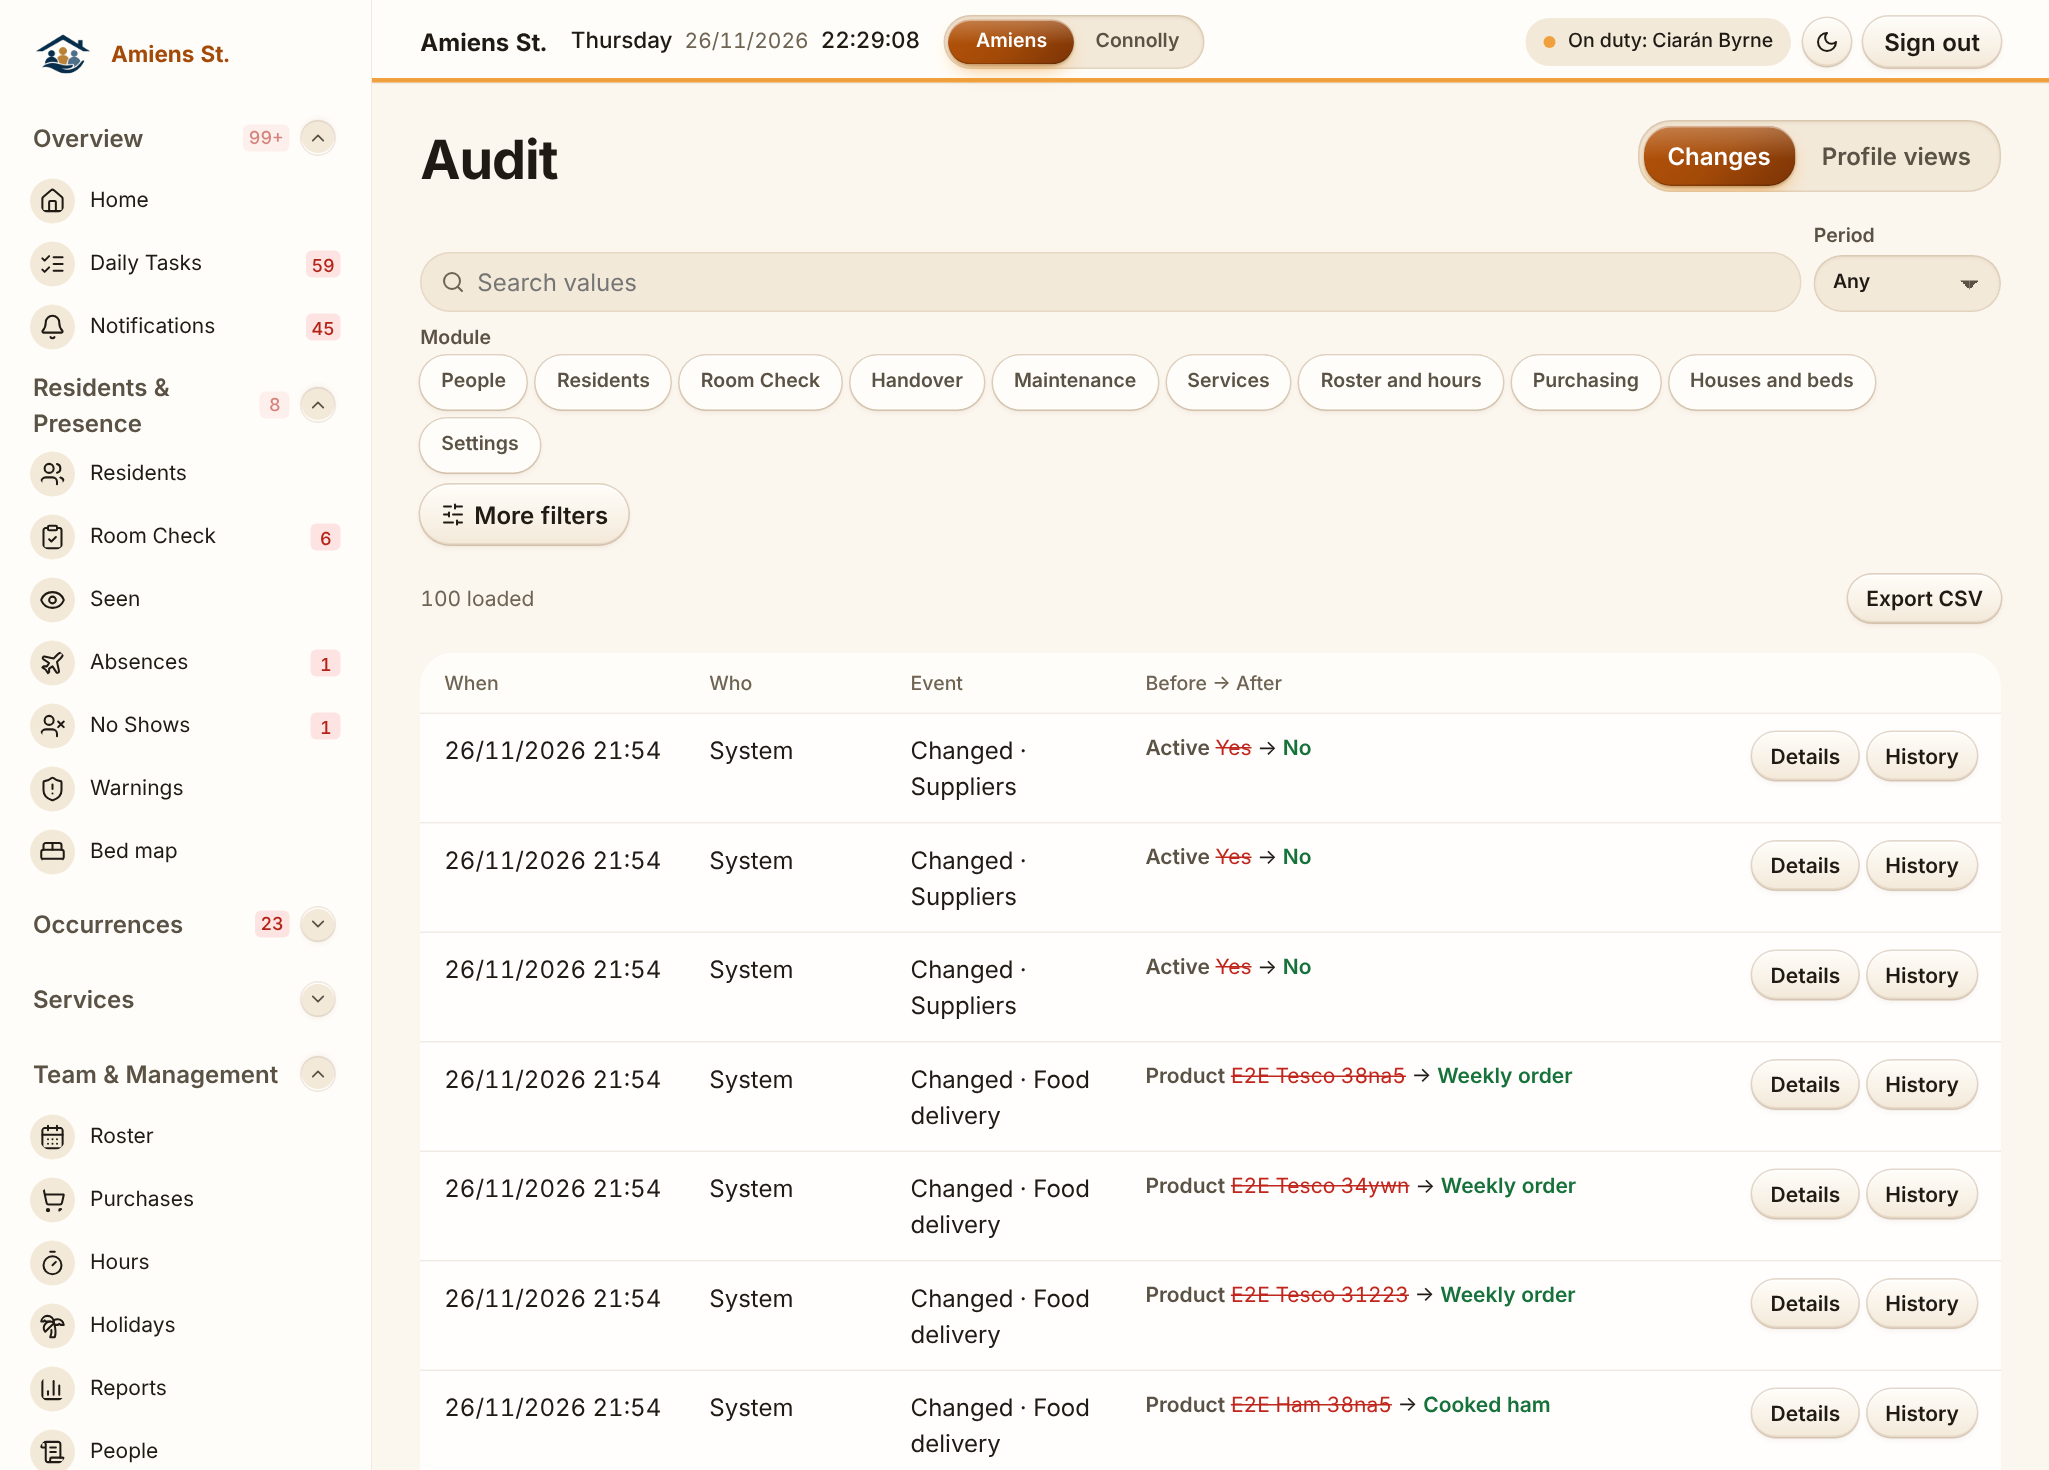 Amiens St.
Overview 99+
Home
Daily Tasks 59
Notifications 45
Residents & Presence 8
Residents
Room Check 6
Seen
Absences 1
No Shows 1
Warnings
Bed map
Occurrences 23
Services
Team & Management
Roster
Purchases
Hours
Holidays
Reports
People
Amiens St. Thursday 26/11/2026 22:29:08 Amiens Connolly On duty: Ciarán Byrne Sign out
Audit
Changes Profile views
Period
Search values Any
Module
People Residents Room Check Handover Maintenance Services Roster and hours Purchasing Houses and beds
Settings
More filters
100 loaded Export CSV
When Who Event Before → After
26/11/2026 21:54 System Changed · Suppliers Active Yes → No Details History
26/11/2026 21:54 System Changed · Suppliers Active Yes → No Details History
26/11/2026 21:54 System Changed · Suppliers Active Yes → No Details History
26/11/2026 21:54 System Changed · Food delivery Product E2E Tesco 38na5 → Weekly order Details History
26/11/2026 21:54 System Changed · Food delivery Product E2E Tesco 34ywn → Weekly order Details History
26/11/2026 21:54 System Changed · Food delivery Product E2E Tesco 31223 → Weekly order Details History
26/11/2026 21:54 System Changed · Food delivery Product E2E Ham 38na5 → Cooked ham Details History